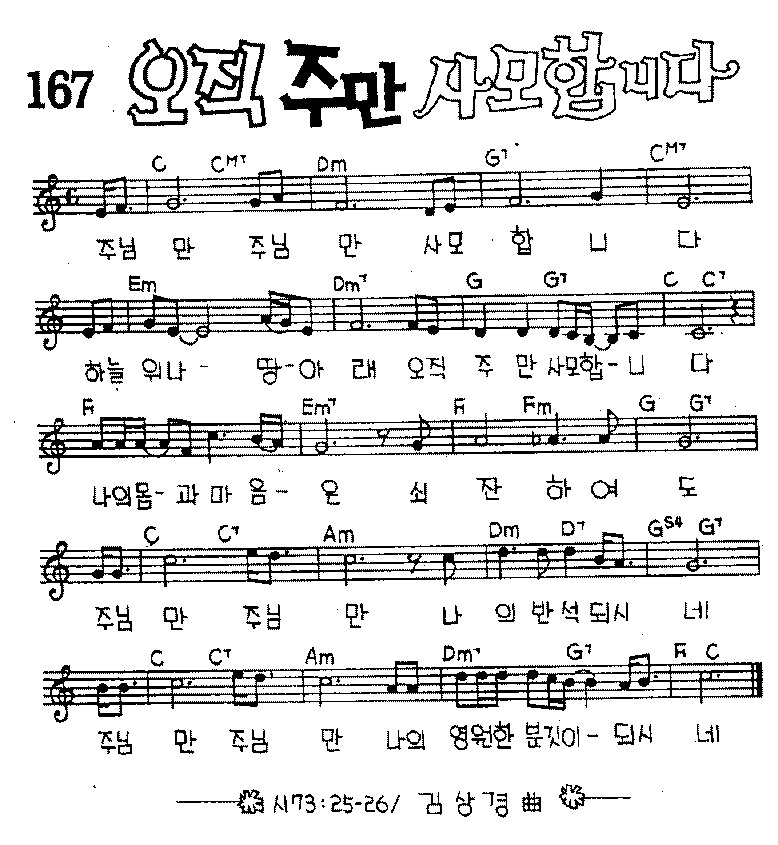 167 오직 주만 사모합니다
C CM7 Dm G7 CM7
주님 만 주님 만 사모 합 니 다
Em Dm7 G G7 C C7
하늘 위나 - 땅-아 래 오직 주 만 사모합-니 다
F Em7 F Fm G G7
나의몸-과 마 음- 은 쇠 잔 하 여 도
C C7 Am Dm D7 GS4 G7
주님 만 주님 만 나 의 반 석 되시 네
C C7 Am Dm7 G7 F C
주님 만 주님 만 나의 영원한 분깃이- 되시 네
시73:25-26/ 김 상 경 曲